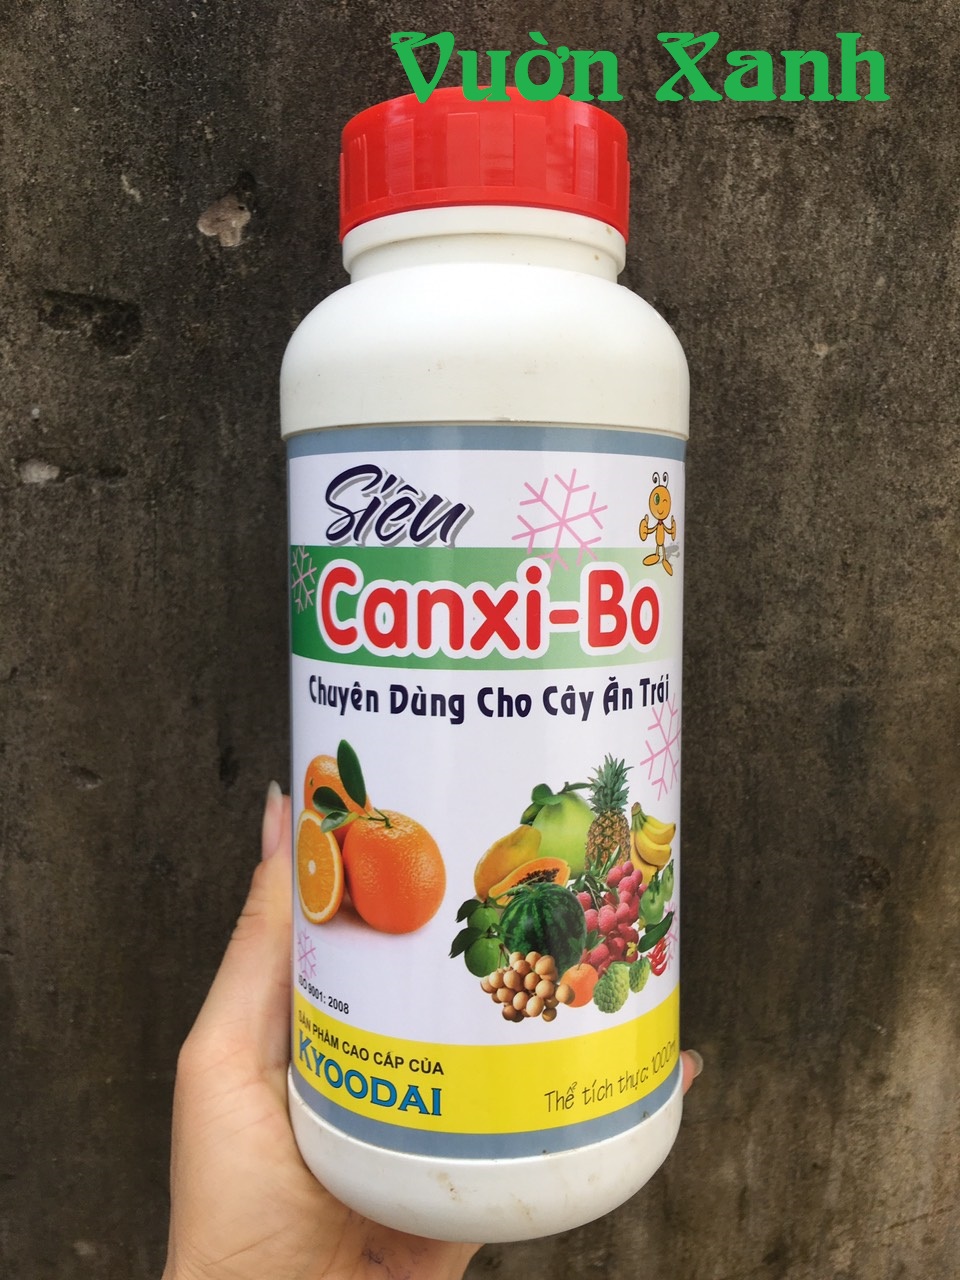 Vườn Xanh
Siêu
Canxi-Bo
Chuyên Dùng Cho Cây Ăn Trái
ISO 9001: 2008
SẢN PHẨM CAO CẤP CỦA
KYOODAI
Thể tích thực: 1000ml